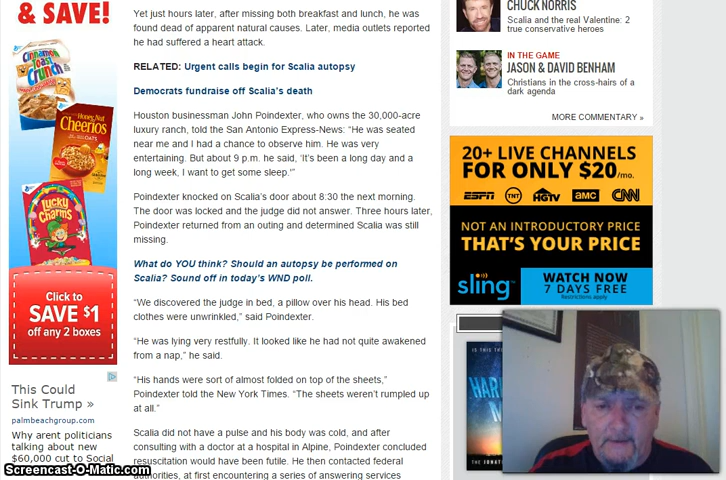 & SAVE!
Cinnamon
Toast
Crunch
Honey Nut
Cheerios
Lucky
Charms
Click to
SAVE $1
off any 2 boxes
This Could
Sink Trump »
palmbeachgroup.com
Why arent politicians
talking about new
$60,000 cut to Social
Screencast-O-Matic.com
Yet just hours later, after missing both breakfast and lunch, he was
found dead of apparent natural causes. Later, media outlets reported
he had suffered a heart attack.
RELATED: Urgent calls begin for Scalia autopsy
Democrats fundraise off Scalia's death
Houston businessman John Poindexter, who owns the 30,000-acre
luxury ranch, told the San Antonio Express-News: “He was seated
near me and I had a chance to observe him. He was very
entertaining. But about 9 p.m. he said, ‘It's been a long day and a
long week, I want to get some sleep.'”
Poindexter knocked on Scalia's door about 8:30 the next morning.
The door was locked and the judge did not answer. Three hours later,
Poindexter returned from an outing and determined Scalia was still
missing.
What do YOU think? Should an autopsy be performed on
Scalia? Sound off in today's WND poll.
“We discovered the judge in bed, a pillow over his head. His bed
clothes were unwrinkled,” said Poindexter.
“He was lying very restfully. It looked like he had not quite awakened
from a nap,” he said.
“His hands were sort of almost folded on top of the sheets,”
Poindexter told the New York Times. “The sheets weren't rumpled up
at all.”
Scalia did not have a pulse and his body was cold, and after
consulting with a doctor at a hospital in Alpine, Poindexter concluded
resuscitation would have been futile. He then contacted federal
authorities, at first encountering a series of answering services
CHUCK NORRIS
Scalia and the real Valentine: 2
true conservative heroes
IN THE GAME
JASON & DAVID BENHAM
Christians in the cross-hairs of a
dark agenda
MORE COMMENTARY »
20+ LIVE CHANNELS
FOR ONLY $20/mo.
ESPN TNT HGTV amc CNN
NOT AN INTRODUCTORY PRICE
THAT'S YOUR PRICE
sling
WATCH NOW
7 DAYS FREE
Restrictions apply
IS THIS
HAR